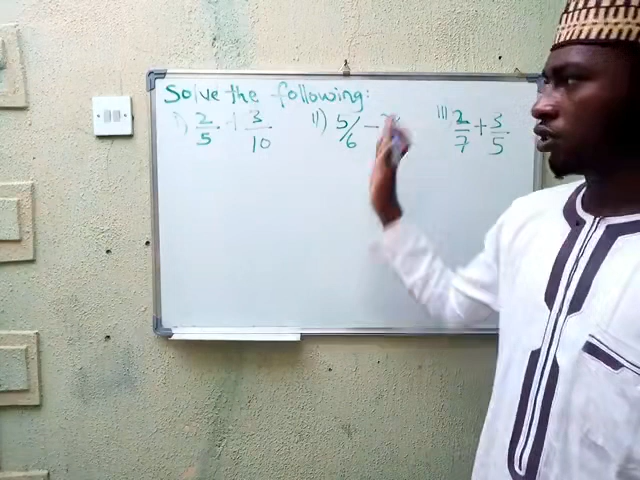 Solve the following:
i) 2/5 + 3/10 ii) 5/6 - iii) 2/7 + 3/5